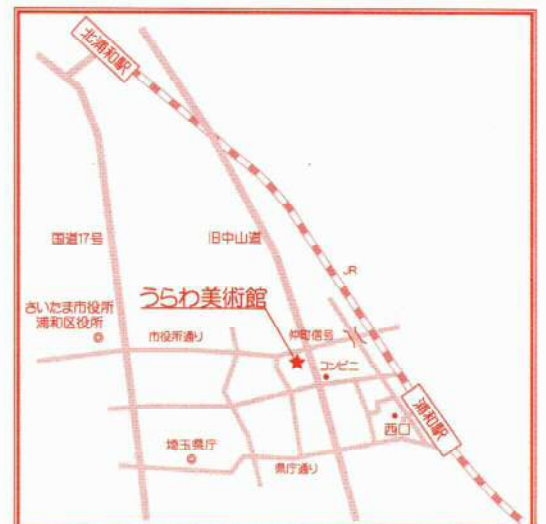 北浦和駅
国道17号
旧中山道
JR
うらわ美術館
さいたま市役所
浦和区役所
市役所通り
仲町信号
コンビニ
浦和駅
西口
埼玉県庁
県庁通り